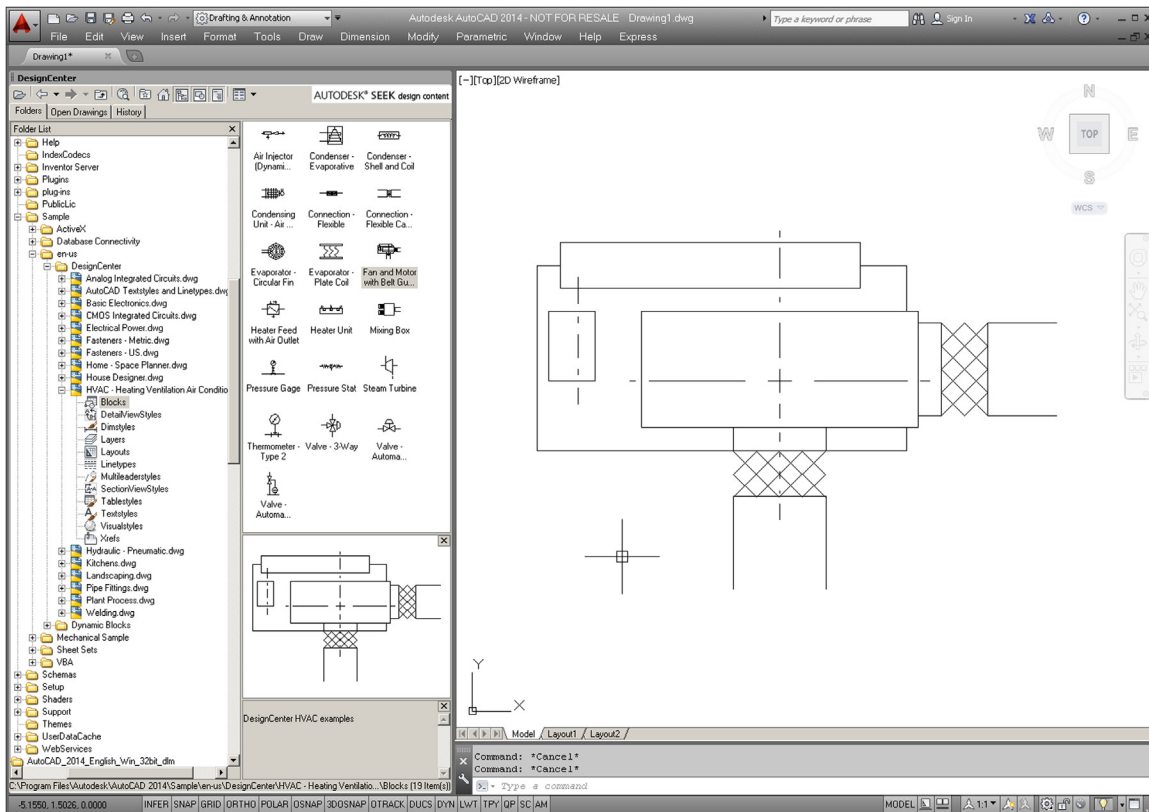 Drafting & Annotation
Autodesk AutoCAD 2014 - NOT FOR RESALE Drawing1.dwg
Type a keyword or phrase
Sign In
File Edit View Insert Format Tools Draw Dimension Modify Parametric Window Help Express
Drawing1*
DesignCenter
AUTODESK® SEEK design content
Folders Open Drawings History
Folder List
Help
IndexCodecs
Inventor Server
Plugins
plug-ins
PublicLic
Sample
ActiveX
Database Connectivity
en-us
DesignCenter
Analog Integrated Circuits.dwg
AutoCAD Textstyles and Linetypes.dwg
Basic Electronics.dwg
CMOS Integrated Circuits.dwg
Electrical Power.dwg
Fasteners - Metric.dwg
Fasteners - US.dwg
Home - Space Planner.dwg
House Designer.dwg
HVAC - Heating Ventilation Air Conditio
Blocks
DetailViewStyles
Dimstyles
Layers
Layouts
Linetypes
Multileaderstyles
SectionViewStyles
Tablestyles
Textstyles
Visualstyles
Xrefs
Hydraulic - Pneumatic.dwg
Kitchens.dwg
Landscaping.dwg
Pipe Fittings.dwg
Plant Process.dwg
Welding.dwg
Dynamic Blocks
Mechanical Sample
Sheet Sets
VBA
Schemas
Setup
Shaders
Support
Themes
UserDataCache
WebServices
AutoCAD_2014_English_Win_32bit_dlm
Air Injector
(Dynami...
Condenser -
Evaporative
Condenser -
Shell and Coil
Condensing
Unit - Air ...
Connection -
Flexible
Connection -
Flexible Ca...
Evaporator -
Circular Fin
Evaporator -
Plate Coil
Fan and Motor
with Belt Gu...
Heater Feed
with Air Outlet
Heater Unit
Mixing Box
Pressure Gage
Pressure Stat
Steam Turbine
Thermometer -
Type 2
Valve - 3-Way
Valve -
Automa...
Valve -
Automa...
DesignCenter HVAC examples
C:\Program Files\Autodesk\AutoCAD 2014\Sample\en-us\DesignCenter\HVAC - Heating Ventilatio...\Blocks (19 Item(s))
[−][Top][2D Wireframe]
N
W TOP E
S
WCS
Y
X
Model Layout1 Layout2
Command: *Cancel*
Command: *Cancel*
Type a command
-5.1550, 1.5026, 0.0000
INFER SNAP GRID ORTHO POLAR OSNAP 3DOSNAP OTRACK DUCS DYN LWT TPY QP SC AM
MODEL
1:1